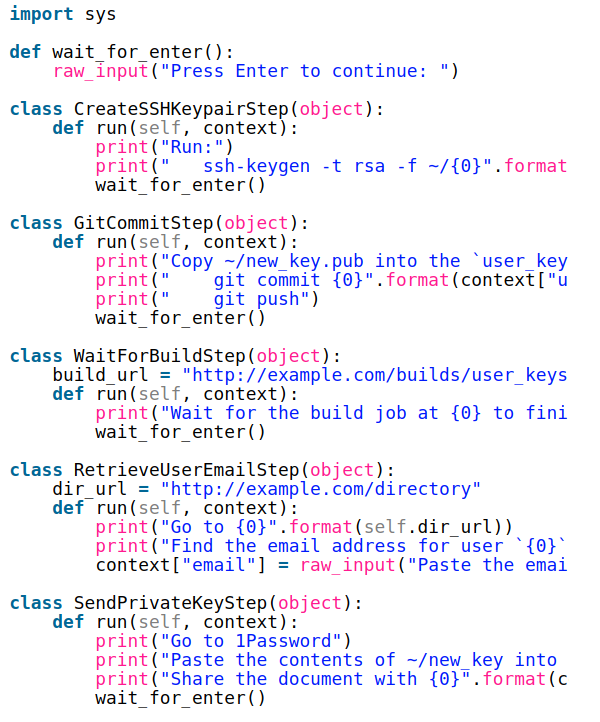 import sys

def wait_for_enter():
    raw_input("Press Enter to continue: ")

class CreateSSHKeypairStep(object):
    def run(self, context):
        print("Run:")
        print("   ssh-keygen -t rsa -f ~/{0}".format
        wait_for_enter()

class GitCommitStep(object):
    def run(self, context):
        print("Copy ~/new_key.pub into the `user_key
        print("    git commit {0}".format(context["u
        print("    git push")
        wait_for_enter()

class WaitForBuildStep(object):
    build_url = "http://example.com/builds/user_keys
    def run(self, context):
        print("Wait for the build job at {0} to fini
        wait_for_enter()

class RetrieveUserEmailStep(object):
    dir_url = "http://example.com/directory"
    def run(self, context):
        print("Go to {0}".format(self.dir_url))
        print("Find the email address for user `{0}`
        context["email"] = raw_input("Paste the emai

class SendPrivateKeyStep(object):
    def run(self, context):
        print("Go to 1Password")
        print("Paste the contents of ~/new_key into
        print("Share the document with {0}".format(c
        wait_for_enter()